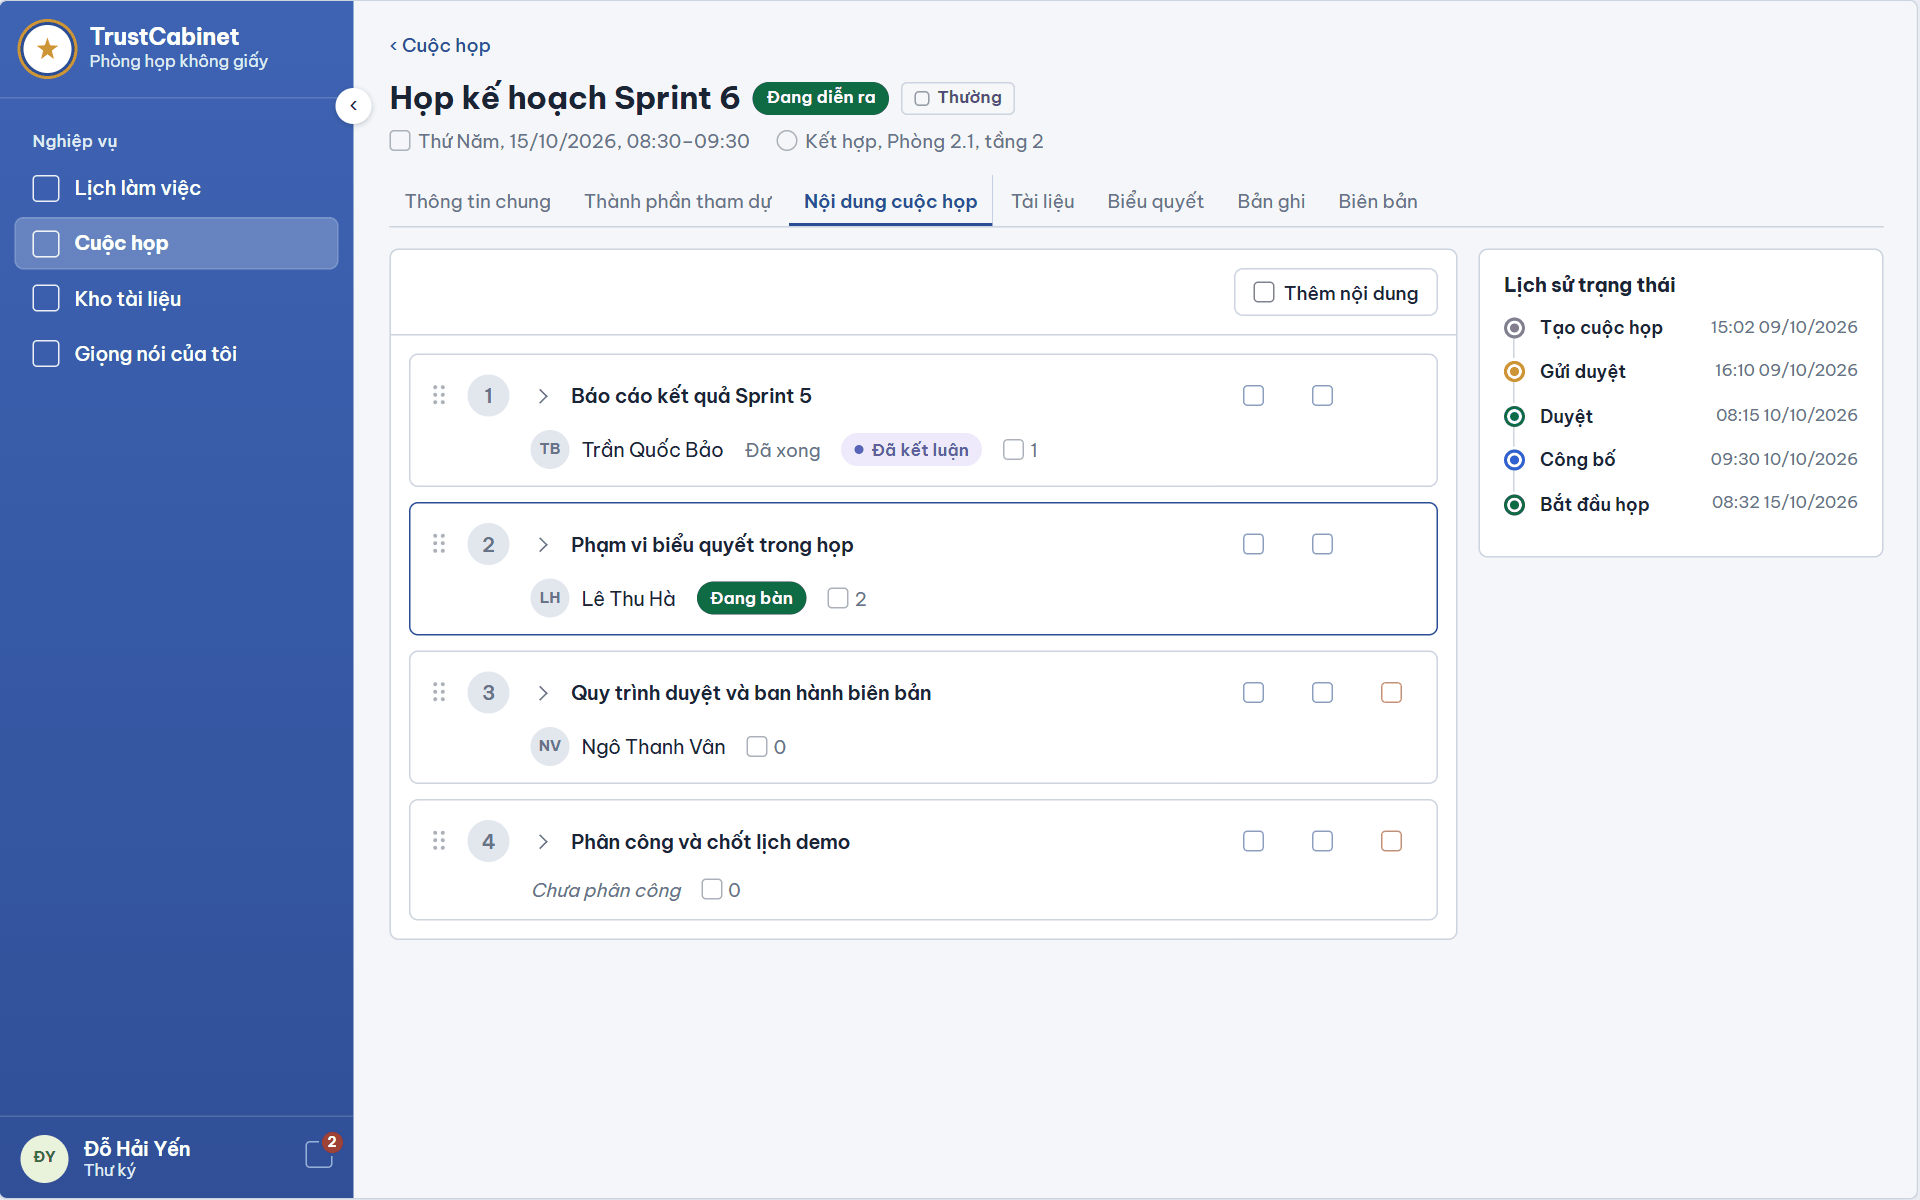 TrustCabinet
Phòng họp không giấy
Nghiệp vụ
Lịch làm việc
Cuộc họp
Kho tài liệu
Giọng nói của tôi
ĐY
Đỗ Hải Yến
Thư ký
2
‹ Cuộc họp
Họp kế hoạch Sprint 6 Đang diễn ra Thường
Thứ Năm, 15/10/2026, 08:30–09:30 Kết hợp, Phòng 2.1, tầng 2
Thông tin chung Thành phần tham dự Nội dung cuộc họp Tài liệu Biểu quyết Bản ghi Biên bản
Thêm nội dung
1 Báo cáo kết quả Sprint 5
TB Trần Quốc Bảo Đã xong Đã kết luận 1
2 Phạm vi biểu quyết trong họp
LH Lê Thu Hà Đang bàn 2
3 Quy trình duyệt và ban hành biên bản
NV Ngô Thanh Vân 0
4 Phân công và chốt lịch demo
Chưa phân công 0
Lịch sử trạng thái
Tạo cuộc họp 15:02 09/10/2026
Gửi duyệt 16:10 09/10/2026
Duyệt 08:15 10/10/2026
Công bố 09:30 10/10/2026
Bắt đầu họp 08:32 15/10/2026